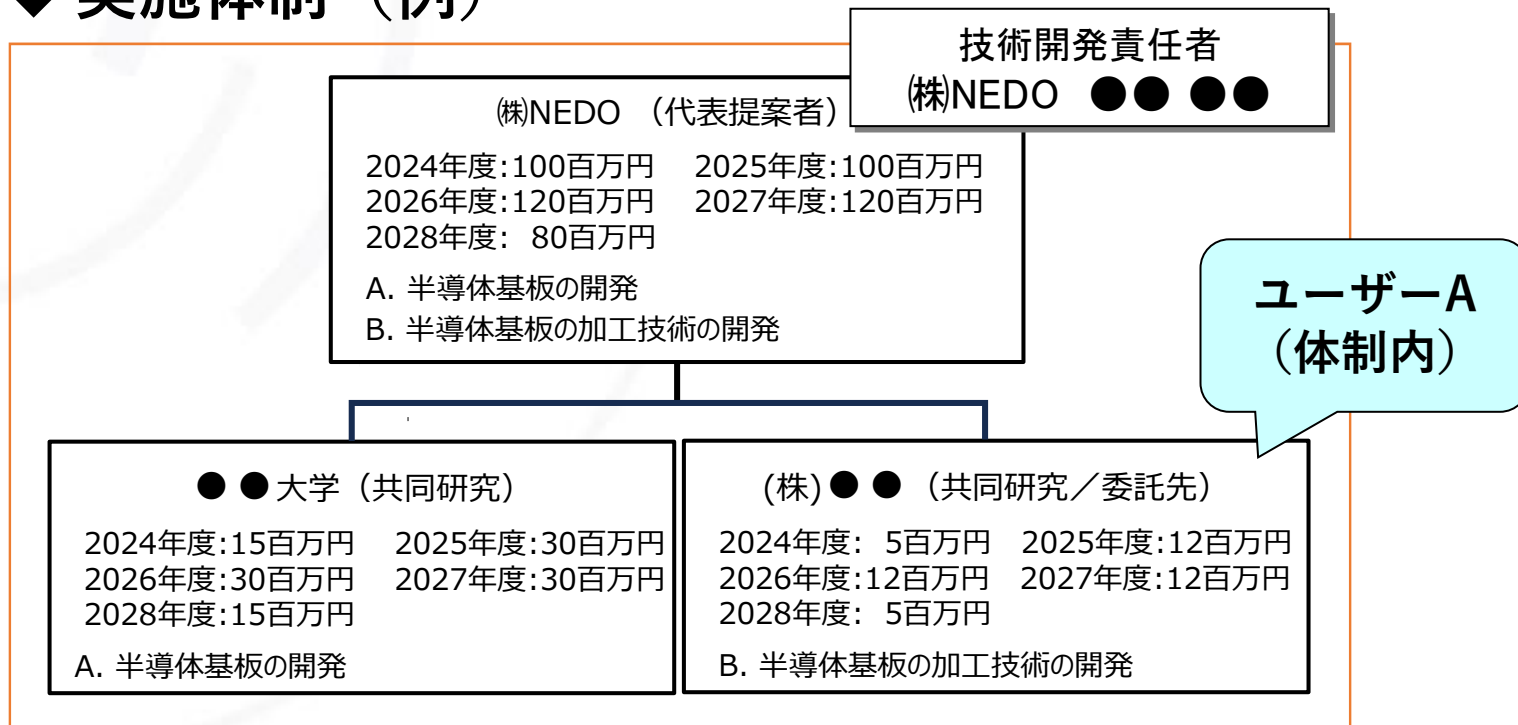 ◆ 実施体制（例）
技術開発責任者
㈱NEDO ●● ●●
㈱NEDO （代表提案者）
2024年度:100百万円 2025年度:100百万円
2026年度:120百万円 2027年度:120百万円
2028年度: 80百万円
A. 半導体基板の開発
B. 半導体基板の加工技術の開発
ユーザーA
（体制内）
● ●大学（共同研究）
2024年度:15百万円 2025年度:30百万円
2026年度:30百万円 2027年度:30百万円
2028年度:15百万円
A. 半導体基板の開発
(株)● ● （共同研究／委託先）
2024年度: 5百万円 2025年度:12百万円
2026年度:12百万円 2027年度:12百万円
2028年度: 5百万円
B. 半導体基板の加工技術の開発